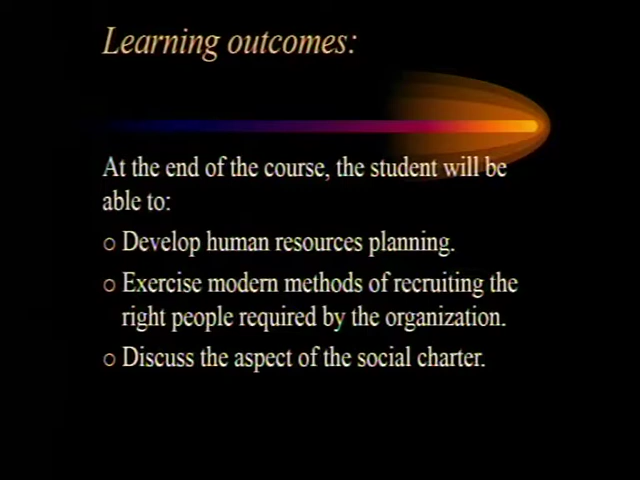 Learning outcomes:
At the end of the course, the student will be
able to:
o Develop human resources planning.
o Exercise modern methods of recruiting the
right people required by the organization.
o Discuss the aspect of the social charter.